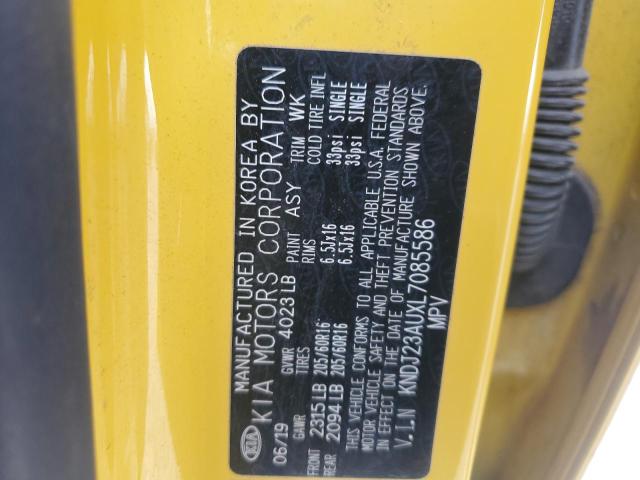 MANUFACTURED IN KOREA BY
KIA KIA MOTORS CORPORATION
06/19 GVWR 4023LB PAINT ASY TRIM WK
GAWR TIRES RIMS COLD TIRE INFL
FRONT 2315LB 205/60R16 6.5Jx16 33psi SINGLE
REAR 2094LB 205/60R16 6.5Jx16 33psi SINGLE
THIS VEHICLE CONFORMS TO ALL APPLICABLE U.S.A. FEDERAL
MOTOR VEHICLE SAFETY AND THEFT PREVENTION STANDARDS
IN EFFECT ON THE DATE OF MANUFACTURE SHOWN ABOVE.
V.I.N KNDJ23AUXL7085586
MPV